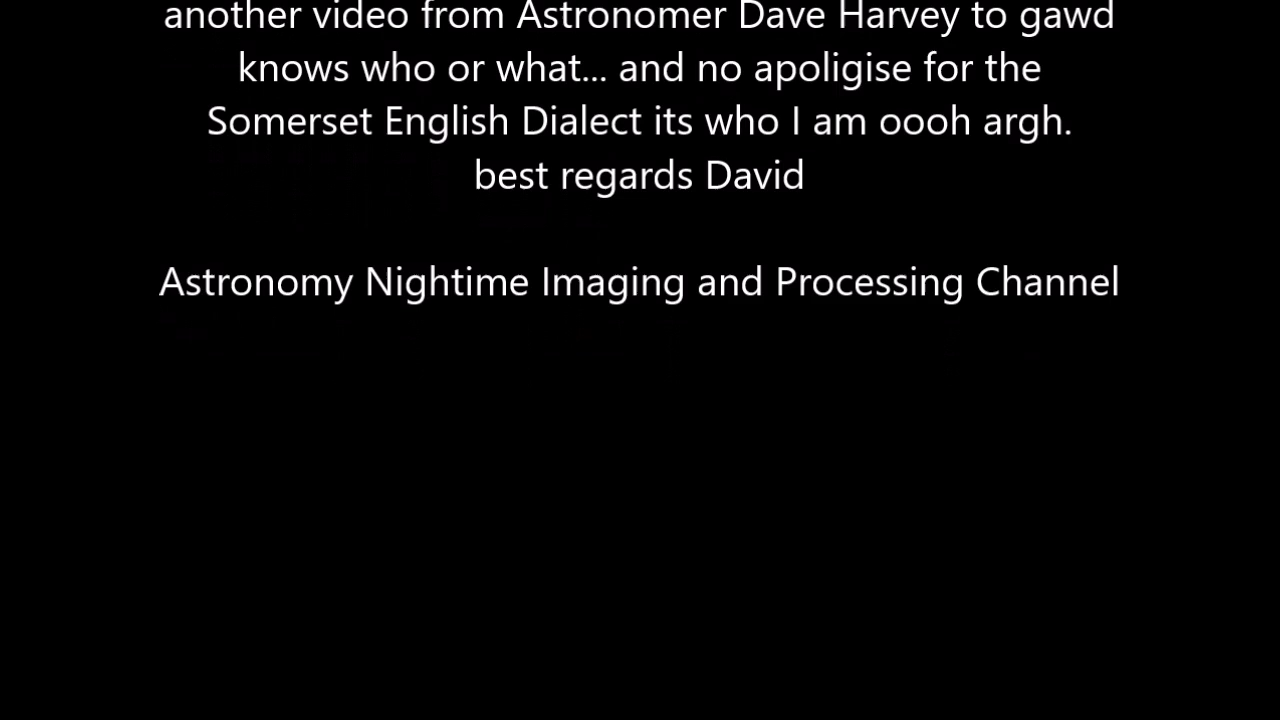 another video from Astronomer Dave Harvey to gawd
knows who or what... and no apoligise for the
Somerset English Dialect its who I am oooh argh.
best regards David
Astronomy Nightime Imaging and Processing Channel